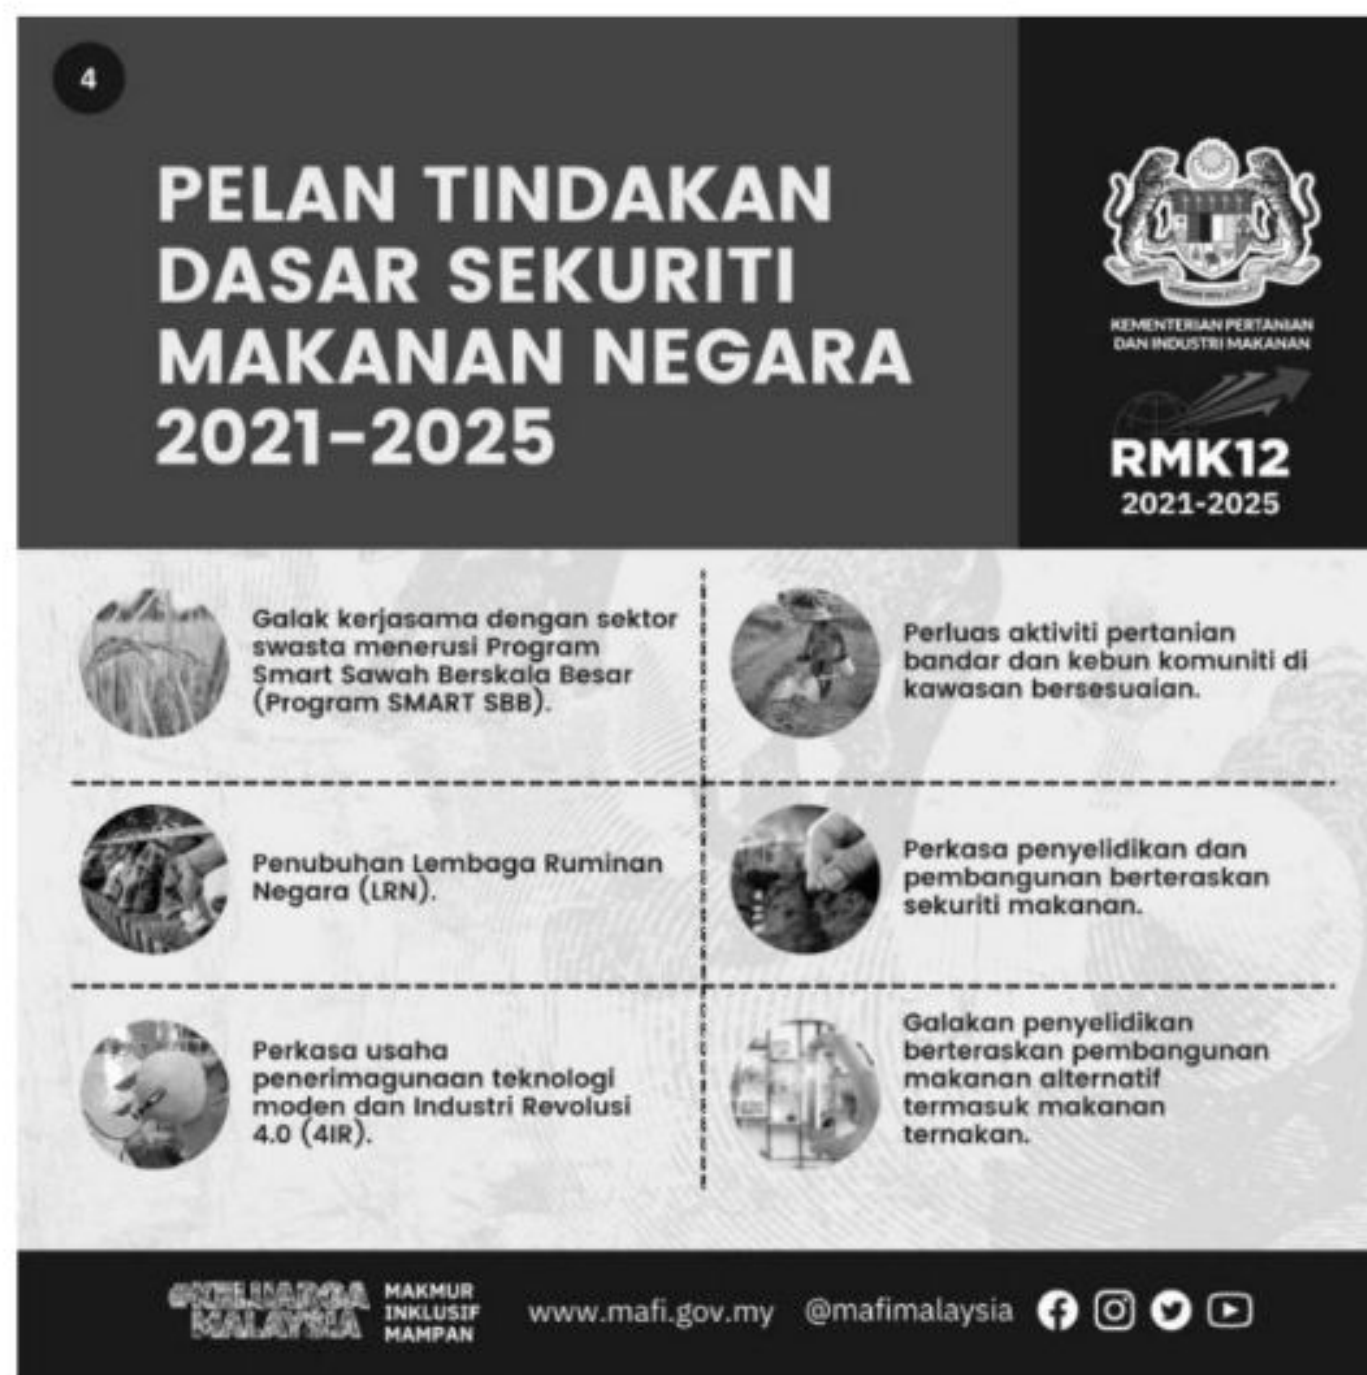 4
PELAN TINDAKAN
DASAR SEKURITI
MAKANAN NEGARA
2021-2025
KEMENTERIAN PERTANIAN
DAN INDUSTRI MAKANAN
RMK12
2021-2025
Galak kerjasama dengan sektor
swasta menerusi Program
Smart Sawah Berskala Besar
(Program SMART SBB).
Perluas aktiviti pertanian
bandar dan kebun komuniti di
kawasan bersesuaian.
Penubuhan Lembaga Ruminan
Negara (LRN).
Perkasa penyelidikan dan
pembangunan berteraskan
sekuriti makanan.
Perkasa usaha
penerimagunaan teknologi
moden dan Industri Revolusi
4.0 (4IR).
Galakan penyelidikan
berteraskan pembangunan
makanan alternatif
termasuk makanan
ternakan.
#KELUARGA
MALAYSIA
MAKMUR
INKLUSIF
MAMPAN
www.mafi.gov.my @mafimalaysia